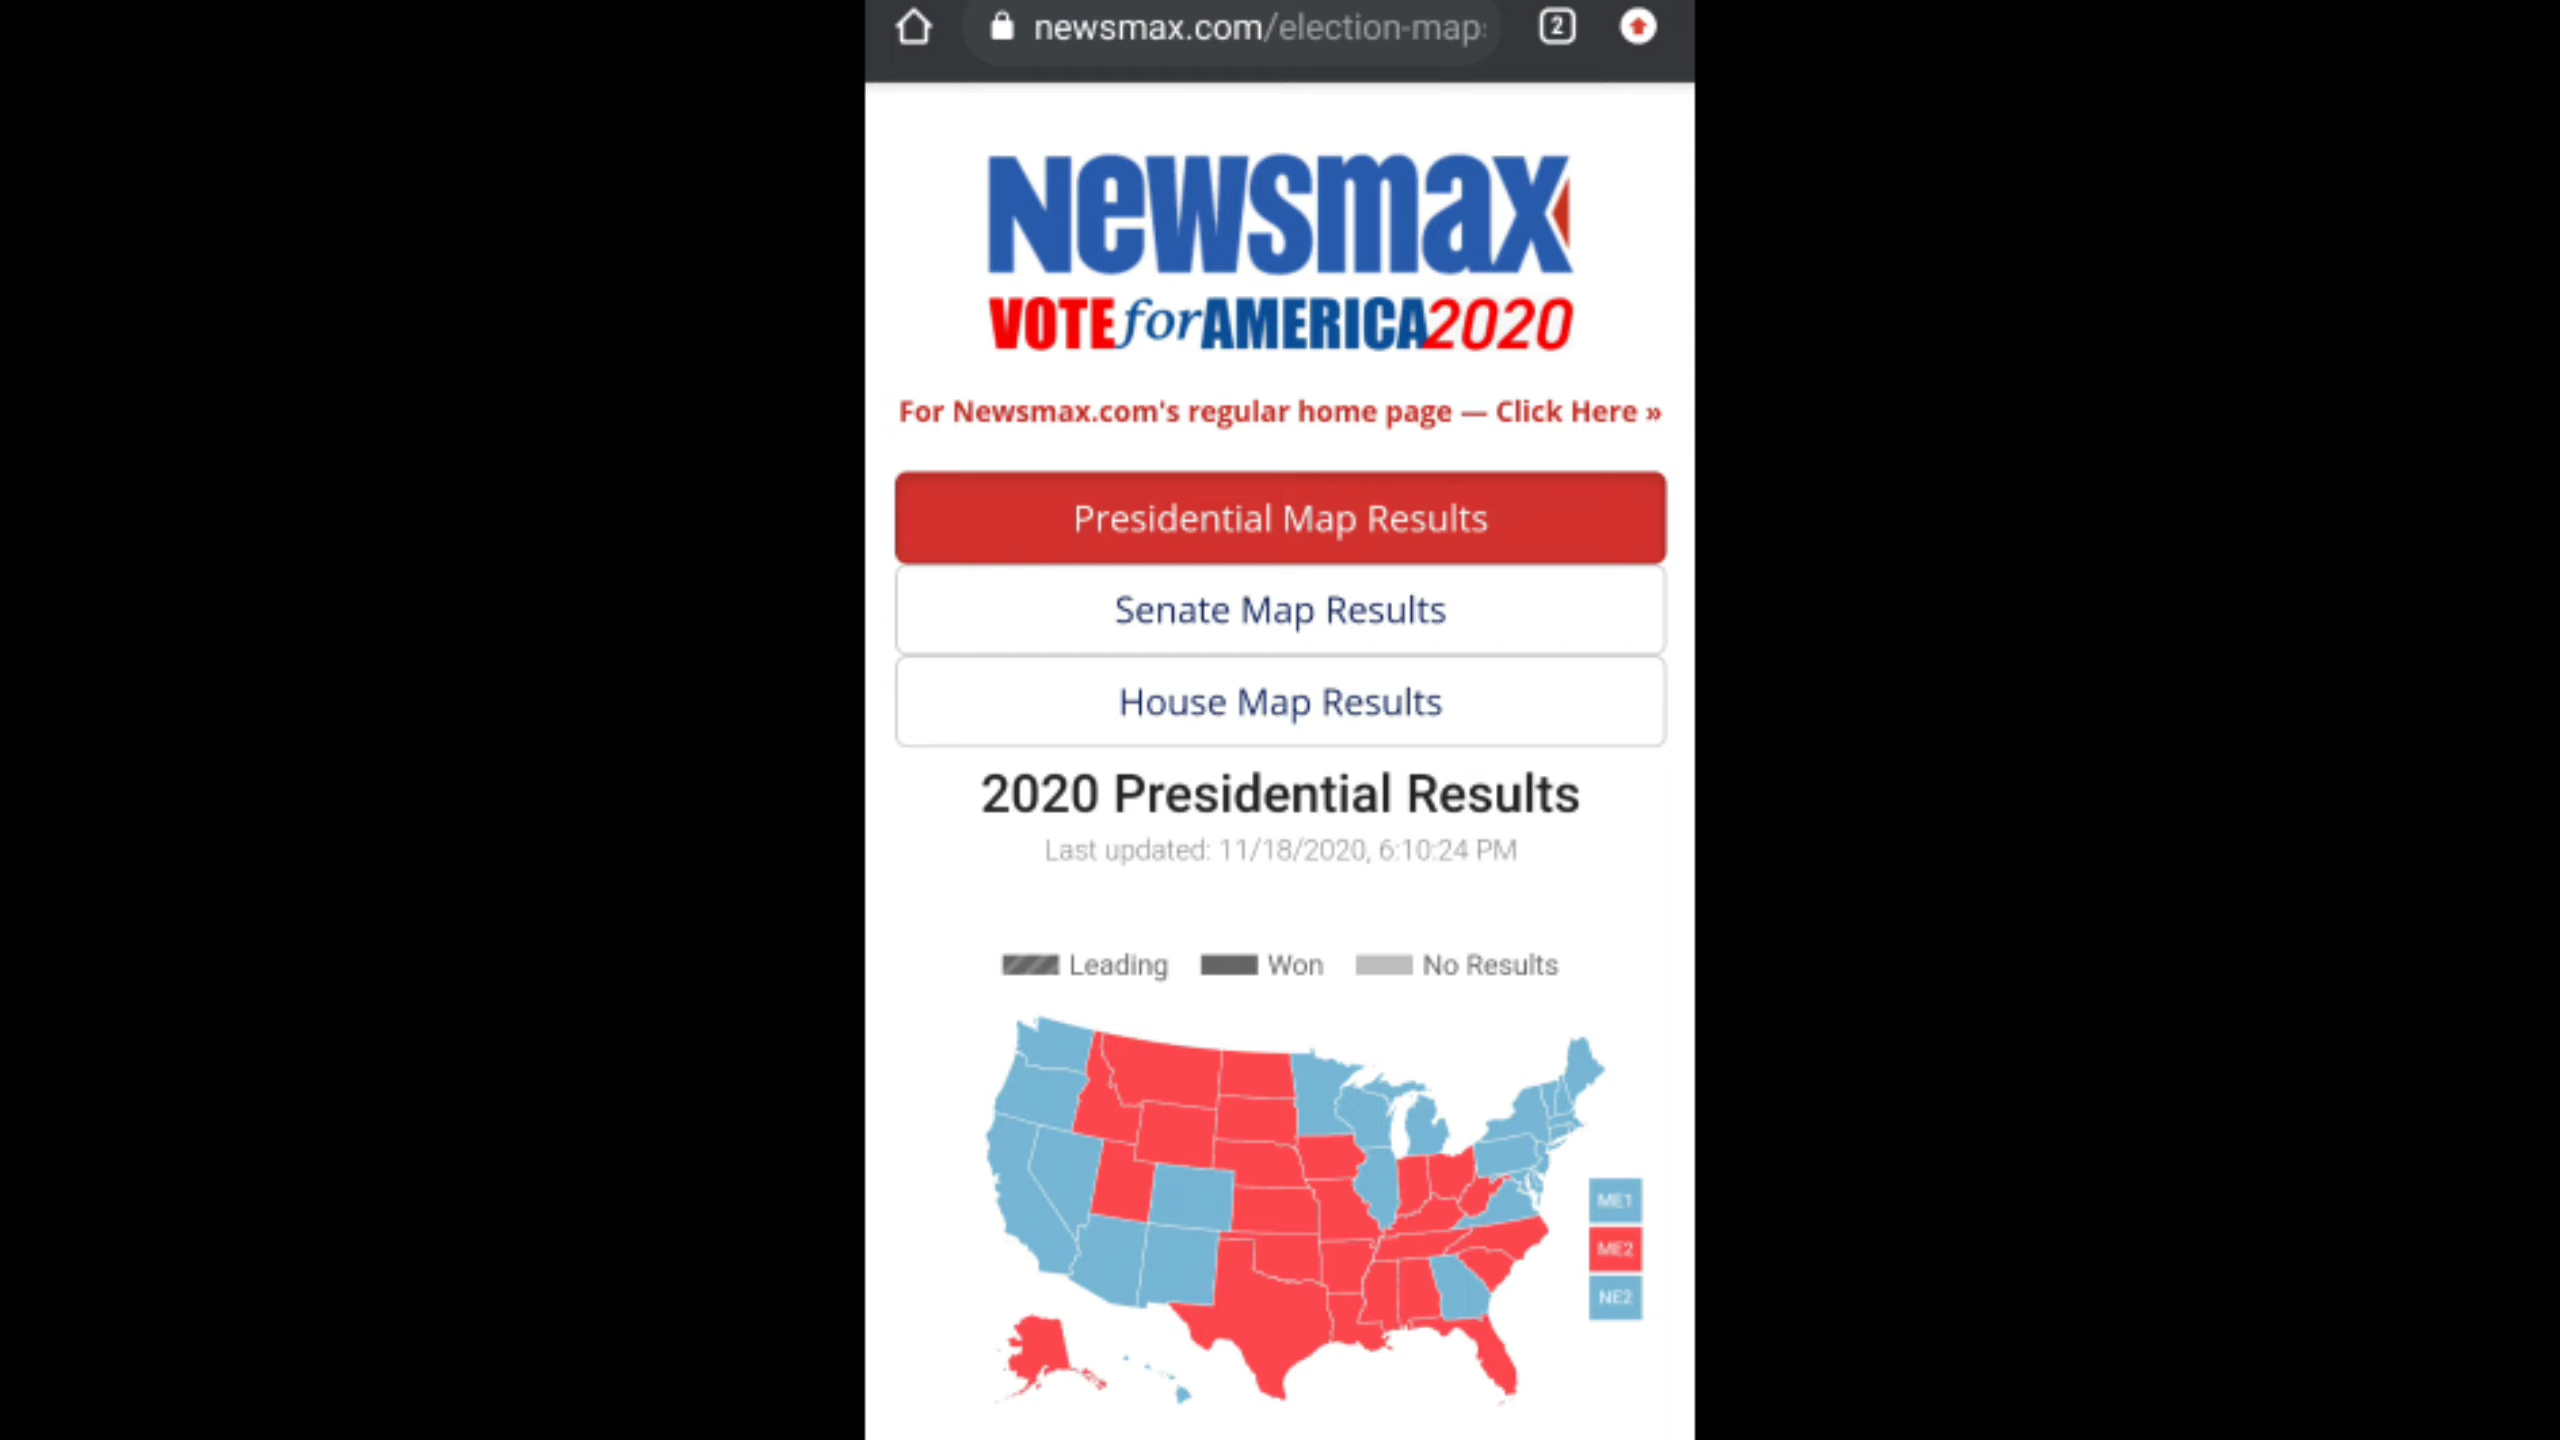 newsmax.com/election-map
2
Newsmax
VOTE for AMERICA 2020
For Newsmax.com's regular home page — Click Here »
Presidential Map Results
Senate Map Results
House Map Results
2020 Presidential Results
Last updated: 11/18/2020, 6:10:24 PM
Leading Won No Results
ME1
ME2
NE2